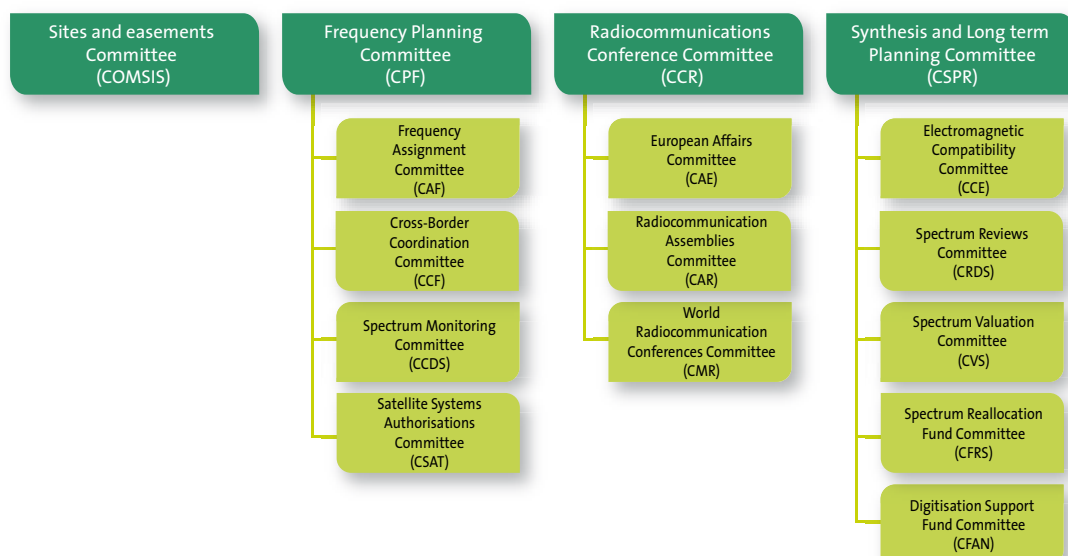 Sites and easements
Committee
(COMSIS)
Frequency Planning
Committee
(CPF)
Frequency
Assignment
Committee
(CAF)
Cross-Border
Coordination
Committee
(CCF)
Spectrum Monitoring
Committee
(CCDS)
Satellite Systems
Authorisations
Committee
(CSAT)
Radiocommunications
Conference Committee
(CCR)
European Affairs
Committee
(CAE)
Radiocommunication
Assemblies
Committee
(CAR)
World
Radiocommunication
Conferences Committee
(CMR)
Synthesis and Long term
Planning Committee
(CSPR)
Electromagnetic
Compatibility
Committee
(CCE)
Spectrum Reviews
Committee
(CRDS)
Spectrum Valuation
Committee
(CVS)
Spectrum Reallocation
Fund Committee
(CFRS)
Digitisation Support
Fund Committee
(CFAN)